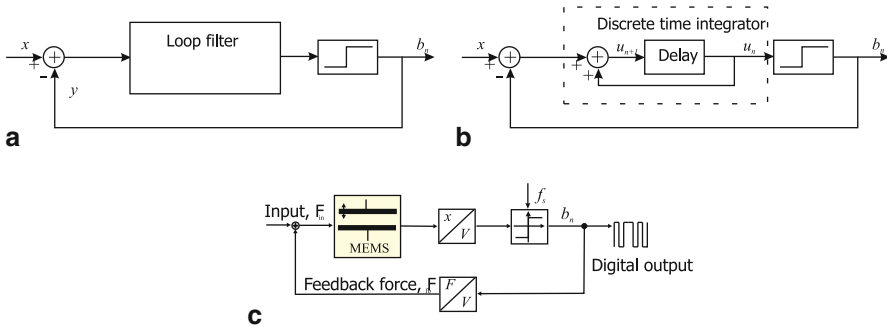 x
+
−
Loop filter
b_n
y
a
Discrete time integrator
x
+
−
+
+
u_{n+1}
Delay
u_n
b_n
b
Input, F_in
MEMS
x
V
f_s
b_n
Digital output
Feedback force, F
F
V
c